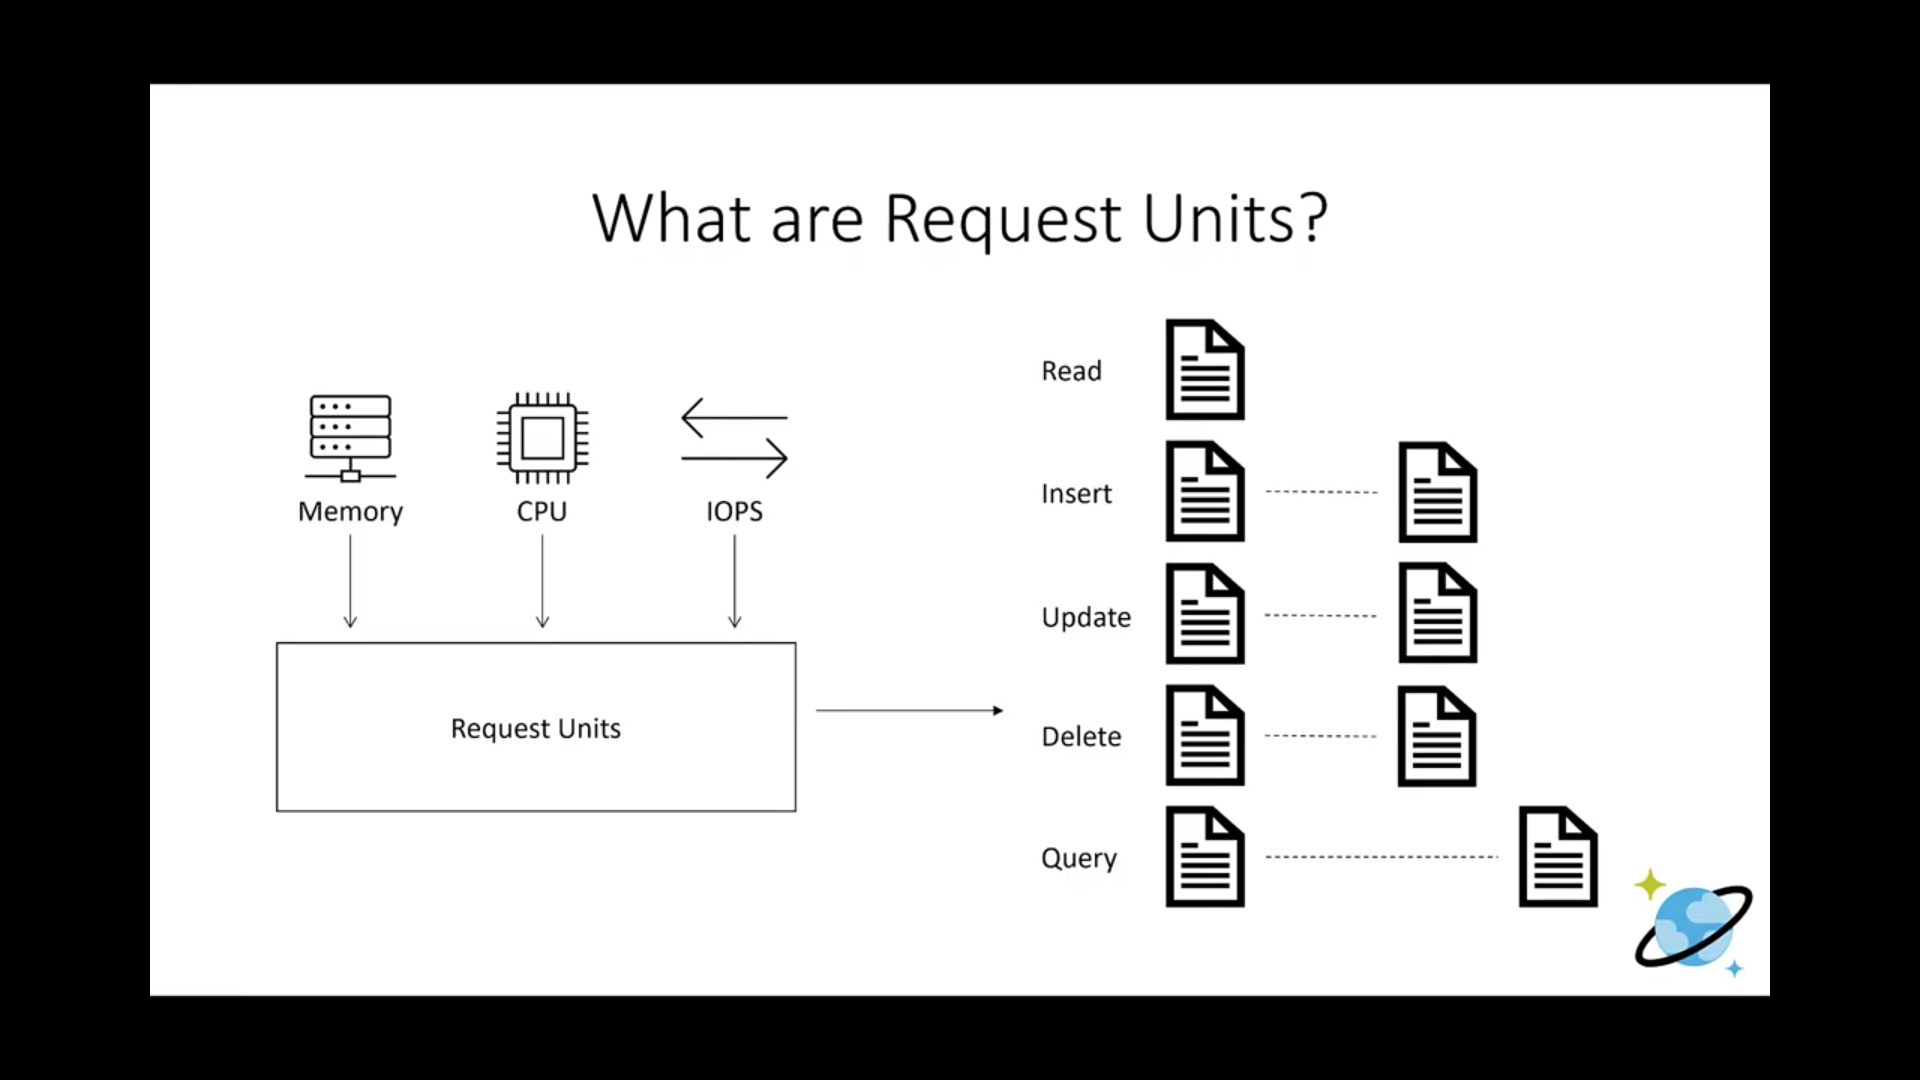 What are Request Units?
Memory
CPU
IOPS
Request Units
Read
Insert
Update
Delete
Query